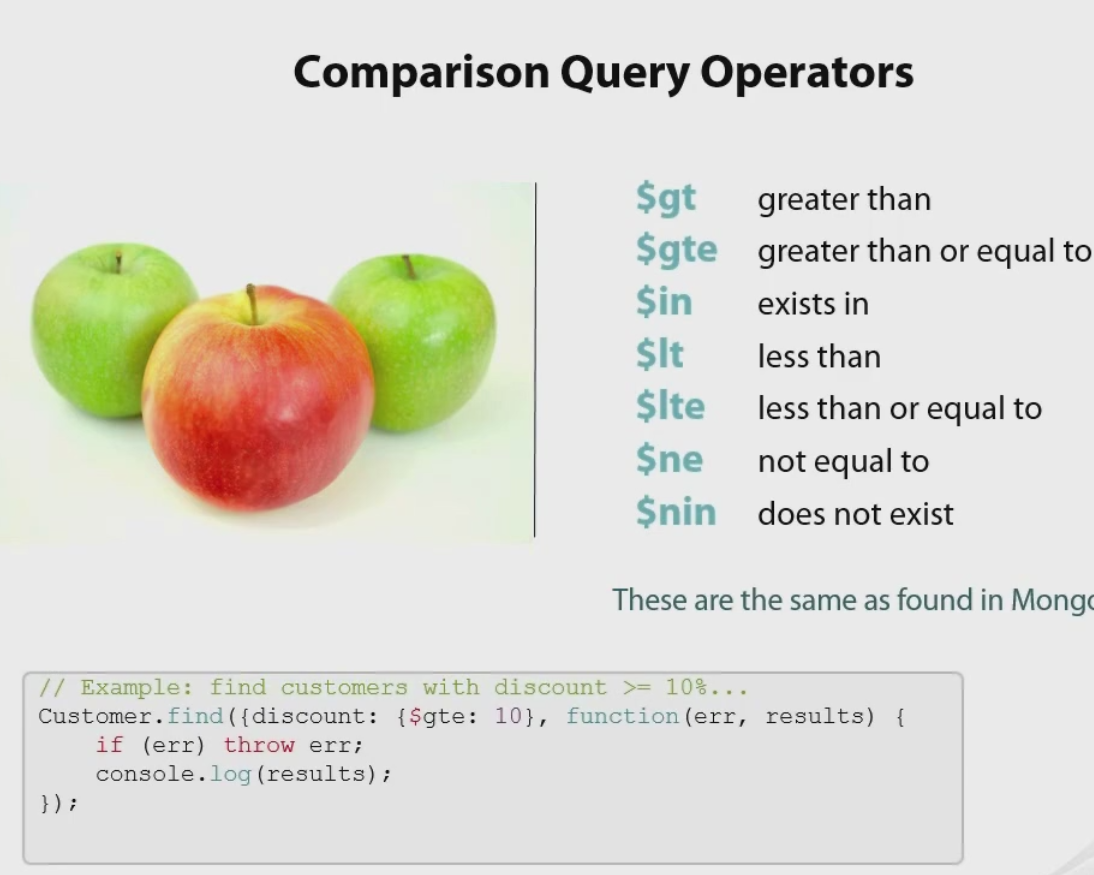 Comparison Query Operators
$gt greater than
$gte greater than or equal to
$in exists in
$lt less than
$lte less than or equal to
$ne not equal to
$nin does not exist
These are the same as found in
// Example: find customers with discount >= 10%...
Customer.find({discount: {$gte: 10}, function(err, results) {
    if (err) throw err;
    console.log(results);
});